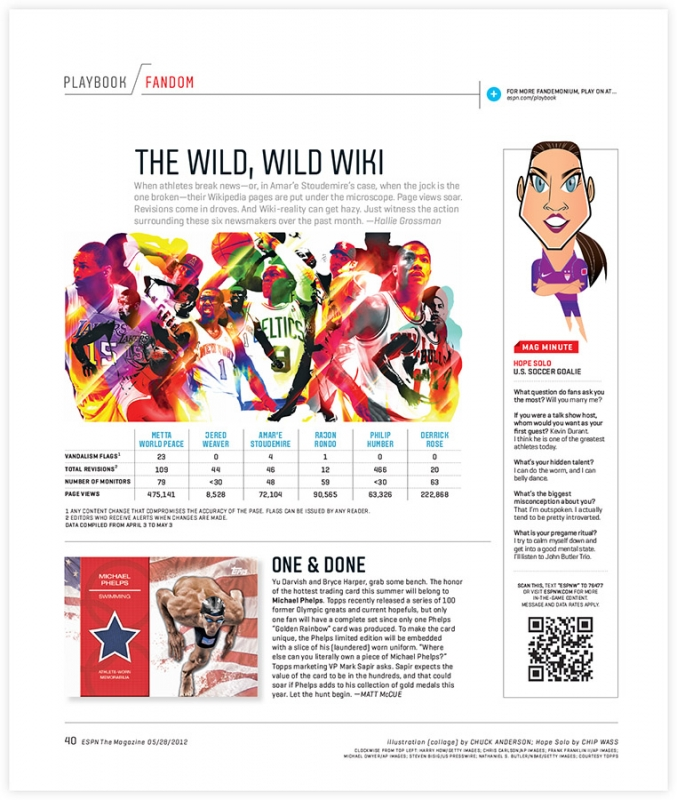 PLAYBOOK / FANDOM
+ FOR MORE FANDEMONIUM, PLAY ON AT...
espn.com/playbook
THE WILD, WILD WIKI
When athletes break news—or, in Amar'e Stoudemire's case, when the jock is the
one broken—their Wikipedia pages are put under the microscope. Page views soar.
Revisions come in droves. And Wiki-reality can get hazy. Just witness the action
surrounding these six newsmakers over the past month. —Hallie Grossman
15
1
CELTICS
9
BULLS
METTA WORLD PEACE JERED WEAVER AMAR'E STOUDEMIRE RAJON RONDO PHILIP HUMBER DERRICK ROSE
VANDALISM FLAGS1 23 0 4 1 0 0
TOTAL REVISIONS2 109 44 46 12 466 20
NUMBER OF MONITORS 79 <30 48 59 <30 63
PAGE VIEWS 475,141 8,528 72,104 90,565 63,326 222,868
1 ANY CONTENT CHANGE THAT COMPROMISES THE ACCURACY OF THE PAGE. FLAGS CAN BE ISSUED BY ANY READER.
2 EDITORS WHO RECEIVE ALERTS WHEN CHANGES ARE MADE.
DATA COMPILED FROM APRIL 3 TO MAY 3
MAG MINUTE
HOPE SOLO
U.S. SOCCER GOALIE
What question do fans ask you
the most? Will you marry me?
If you were a talk show host,
whom would you want as your
first guest? Kevin Durant.
I think he is one of the greatest
athletes today.
What's your hidden talent?
I can do the worm, and I can
belly dance.
What's the biggest
misconception about you?
That I'm outspoken. I actually
tend to be pretty introverted.
What is your pregame ritual?
I try to calm myself down and
get into a good mental state.
I'll listen to John Butler Trio.
SCAN THIS, TEXT "ESPNW" TO 76477
OR VISIT ESPNW.COM FOR MORE
IN-THE-GAME CONTENT.
MESSAGE AND DATA RATES APPLY.
MICHAEL
PHELPS
SWIMMING
ATHLETE-WORN
MEMORABILIA
Topps
ONE & DONE
Yu Darvish and Bryce Harper, grab some bench. The honor
of the hottest trading card this summer will belong to
Michael Phelps. Topps recently released a series of 100
former Olympic greats and current hopefuls, but only
one fan will have a complete set since only one Phelps
"Golden Rainbow" card was produced. To make the card
unique, the Phelps limited edition will be embedded
with a slice of his (laundered) worn uniform. "Where
else can you literally own a piece of Michael Phelps?"
Topps marketing VP Mark Sapir asks. Sapir expects the
value of the card to be in the hundreds, and that could
soar if Phelps adds to his collection of gold medals this
year. Let the hunt begin. —MATT McCUE
40 ESPN The Magazine 05/28/2012
illustration (collage) by CHUCK ANDERSON; Hope Solo by CHIP WASS
CLOCKWISE FROM TOP LEFT: HARRY HOW/GETTY IMAGES; CHRIS CARLSON/AP IMAGES; FRANK FRANKLIN II/AP IMAGES;
MICHAEL DWYER/AP IMAGES; STEVEN BISIG/US PRESSWIRE; NATHANIEL S. BUTLER/NBAE/GETTY IMAGES; COURTESY TOPPS